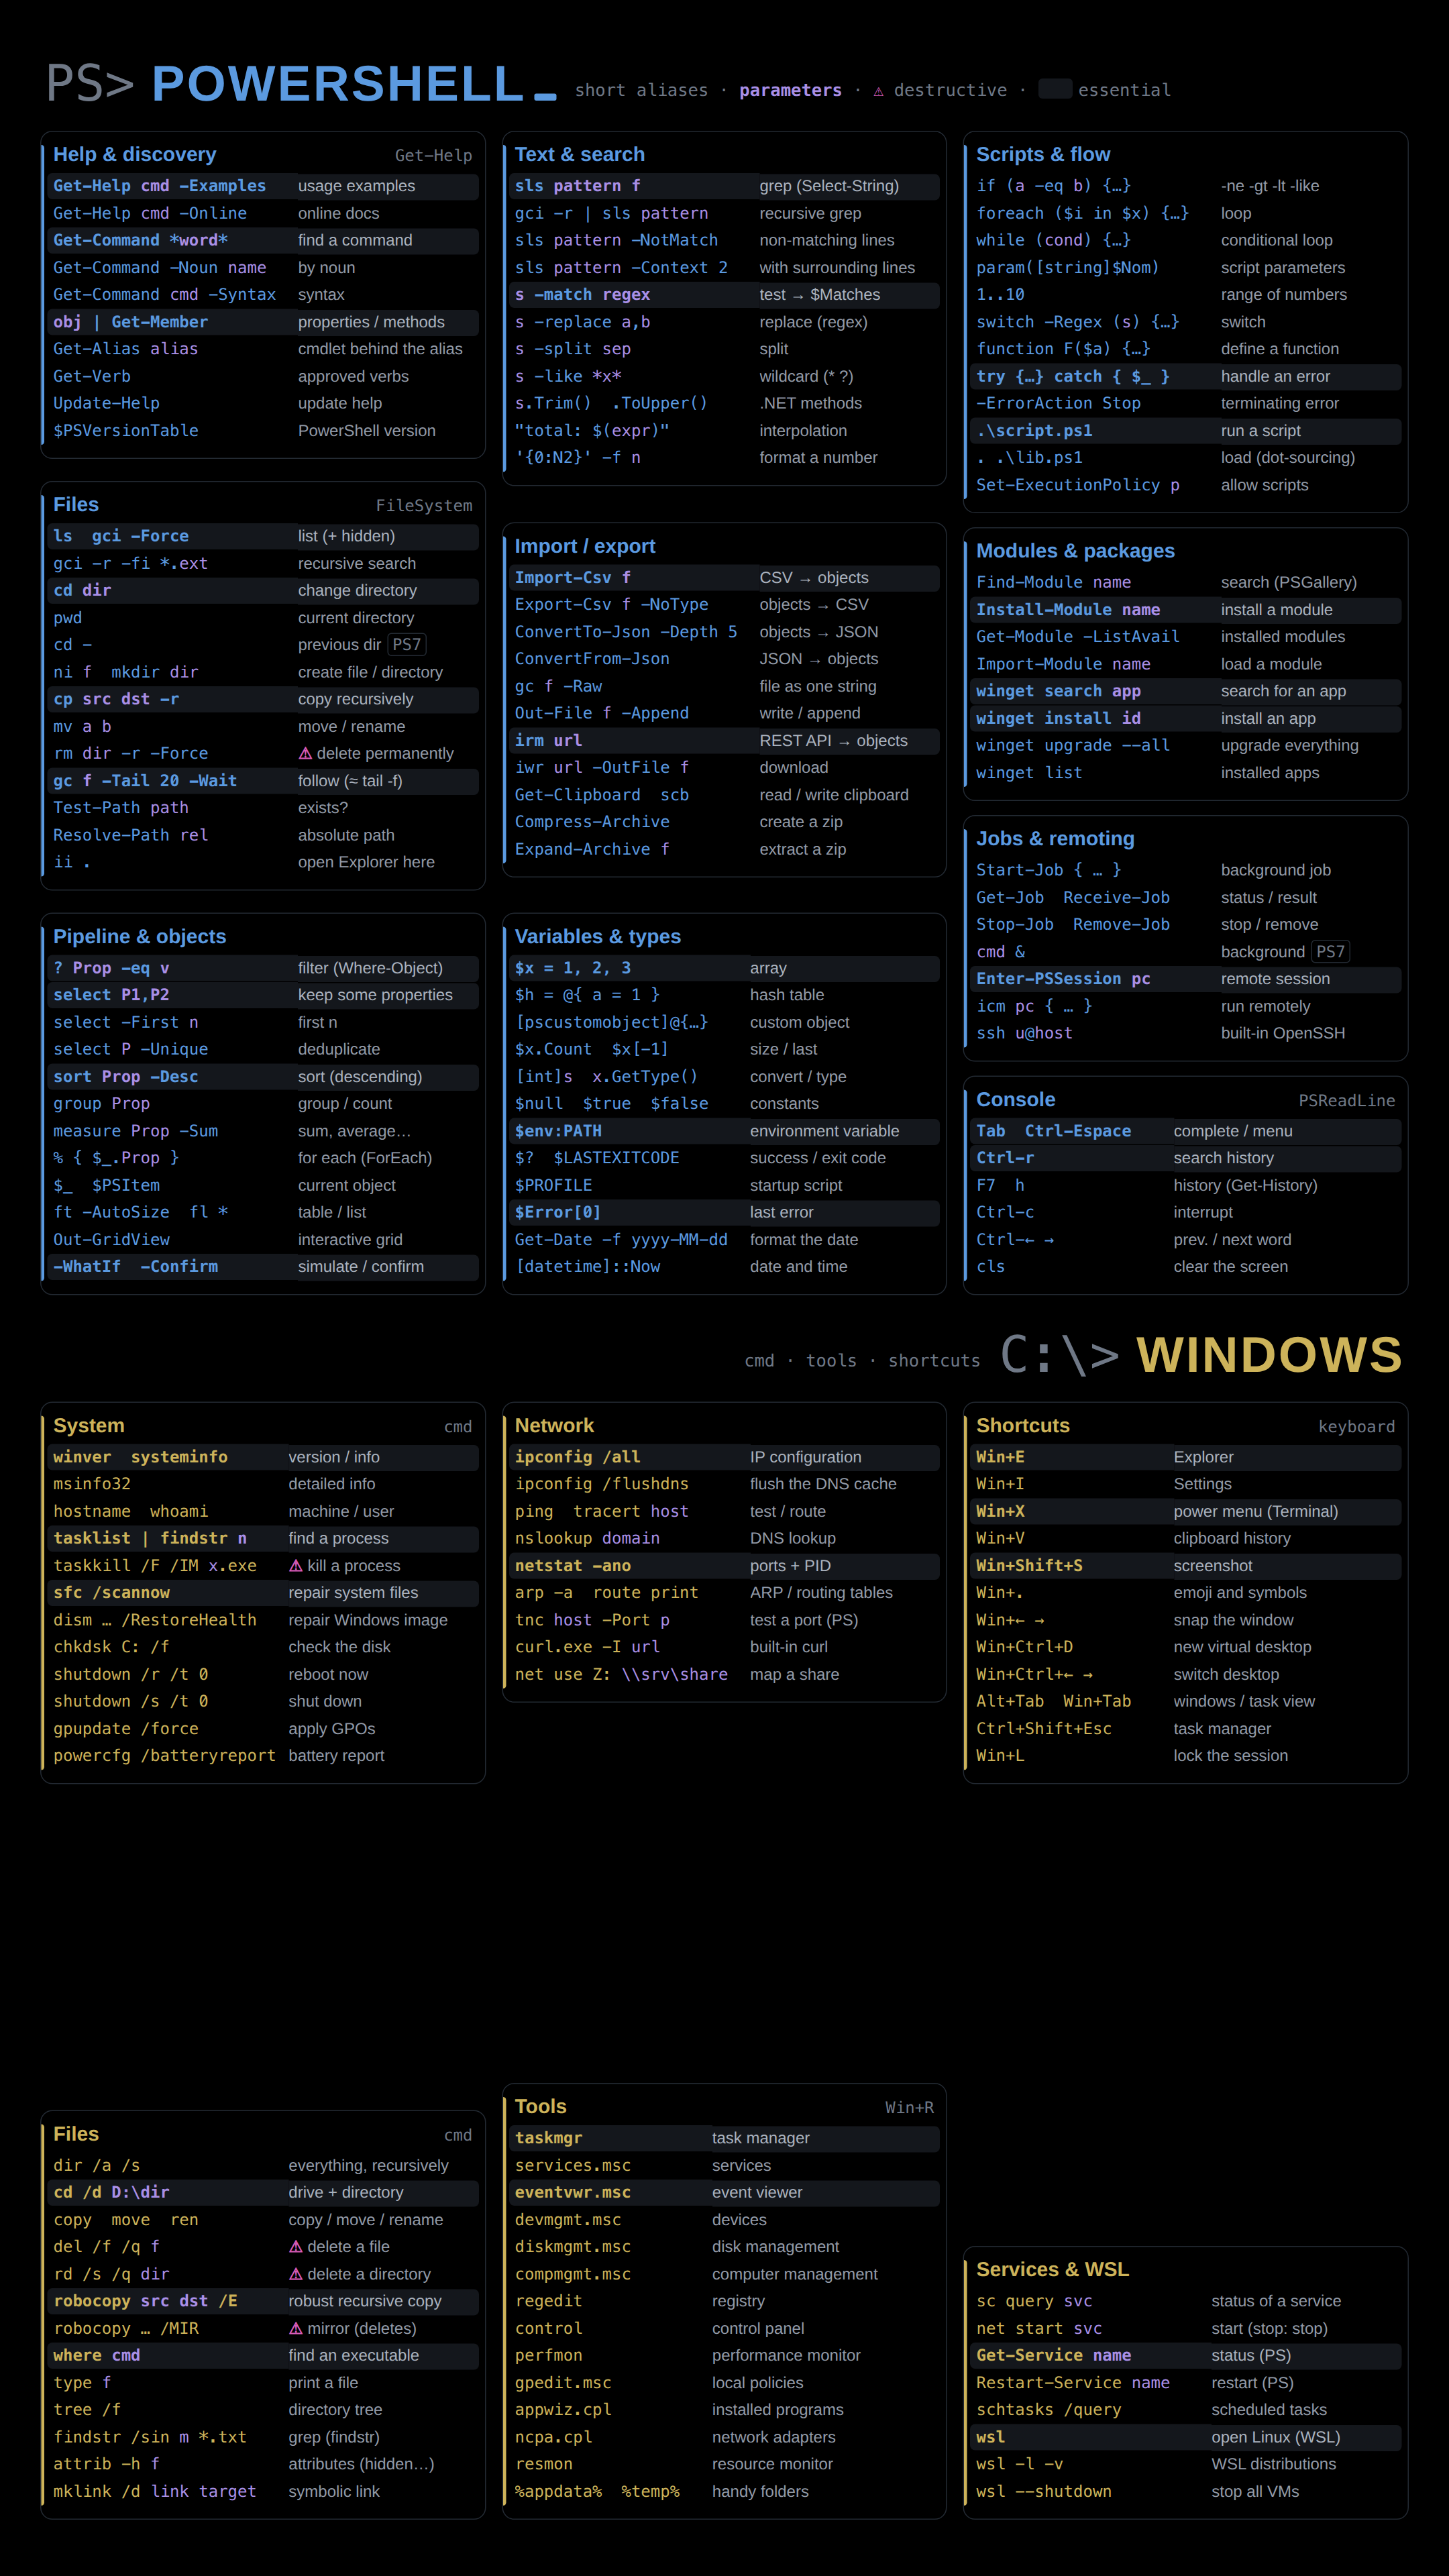 PS> POWERSHELL_ short aliases · parameters · ⚠ destructive · essential
Help & discovery Get-Help
Get-Help cmd -Examples usage examples
Get-Help cmd -Online online docs
Get-Command *word* find a command
Get-Command -Noun name by noun
Get-Command cmd -Syntax syntax
obj | Get-Member properties / methods
Get-Alias alias cmdlet behind the alias
Get-Verb approved verbs
Update-Help update help
$PSVersionTable PowerShell version
Files FileSystem
ls gci -Force list (+ hidden)
gci -r -fi *.ext recursive search
cd dir change directory
pwd current directory
cd - previous dir PS7
ni f mkdir dir create file / directory
cp src dst -r copy recursively
mv a b move / rename
rm dir -r -Force ⚠ delete permanently
gc f -Tail 20 -Wait follow (≈ tail -f)
Test-Path path exists?
Resolve-Path rel absolute path
ii . open Explorer here
Pipeline & objects
? Prop -eq v filter (Where-Object)
select P1,P2 keep some properties
select -First n first n
select P -Unique deduplicate
sort Prop -Desc sort (descending)
group Prop group / count
measure Prop -Sum sum, average…
% { $_.Prop } for each (ForEach)
$_ $PSItem current object
ft -AutoSize fl * table / list
Out-GridView interactive grid
-WhatIf -Confirm simulate / confirm
Text & search
sls pattern f grep (Select-String)
gci -r | sls pattern recursive grep
sls pattern -NotMatch non-matching lines
sls pattern -Context 2 with surrounding lines
s -match regex test → $Matches
s -replace a,b replace (regex)
s -split sep split
s -like *x* wildcard (* ?)
s.Trim() .ToUpper() .NET methods
"total: $(expr)" interpolation
'{0:N2}' -f n format a number
Import / export
Import-Csv f CSV → objects
Export-Csv f -NoType objects → CSV
ConvertTo-Json -Depth 5 objects → JSON
ConvertFrom-Json JSON → objects
gc f -Raw file as one string
Out-File f -Append write / append
irm url REST API → objects
iwr url -OutFile f download
Get-Clipboard scb read / write clipboard
Compress-Archive create a zip
Expand-Archive f extract a zip
Variables & types
$x = 1, 2, 3 array
$h = @{ a = 1 } hash table
[pscustomobject]@{…} custom object
$x.Count $x[-1] size / last
[int]s x.GetType() convert / type
$null $true $false constants
$env:PATH environment variable
$? $LASTEXITCODE success / exit code
$PROFILE startup script
$Error[0] last error
Get-Date -f yyyy-MM-dd format the date
[datetime]::Now date and time
Scripts & flow
if (a -eq b) {…} -ne -gt -lt -like
foreach ($i in $x) {…} loop
while (cond) {…} conditional loop
param([string]$Nom) script parameters
1..10 range of numbers
switch -Regex (s) {…} switch
function F($a) {…} define a function
try {…} catch { $_ } handle an error
-ErrorAction Stop terminating error
.\script.ps1 run a script
. .\lib.ps1 load (dot-sourcing)
Set-ExecutionPolicy p allow scripts
Modules & packages
Find-Module name search (PSGallery)
Install-Module name install a module
Get-Module -ListAvail installed modules
Import-Module name load a module
winget search app search for an app
winget install id install an app
winget upgrade --all upgrade everything
winget list installed apps
Jobs & remoting
Start-Job { … } background job
Get-Job Receive-Job status / result
Stop-Job Remove-Job stop / remove
cmd & background PS7
Enter-PSSession pc remote session
icm pc { … } run remotely
ssh u@host built-in OpenSSH
Console PSReadLine
Tab Ctrl-Espace complete / menu
Ctrl-r search history
F7 h history (Get-History)
Ctrl-c interrupt
Ctrl-← → prev. / next word
cls clear the screen
cmd · tools · shortcuts C:\> WINDOWS
System cmd
winver systeminfo version / info
msinfo32 detailed info
hostname whoami machine / user
tasklist | findstr n find a process
taskkill /F /IM x.exe ⚠ kill a process
sfc /scannow repair system files
dism … /RestoreHealth repair Windows image
chkdsk C: /f check the disk
shutdown /r /t 0 reboot now
shutdown /s /t 0 shut down
gpupdate /force apply GPOs
powercfg /batteryreport battery report
Network
ipconfig /all IP configuration
ipconfig /flushdns flush the DNS cache
ping tracert host test / route
nslookup domain DNS lookup
netstat -ano ports + PID
arp -a route print ARP / routing tables
tnc host -Port p test a port (PS)
curl.exe -I url built-in curl
net use Z: \\srv\share map a share
Shortcuts keyboard
Win+E Explorer
Win+I Settings
Win+X power menu (Terminal)
Win+V clipboard history
Win+Shift+S screenshot
Win+. emoji and symbols
Win+← → snap the window
Win+Ctrl+D new virtual desktop
Win+Ctrl+← → switch desktop
Alt+Tab Win+Tab windows / task view
Ctrl+Shift+Esc task manager
Win+L lock the session
Files cmd
dir /a /s everything, recursively
cd /d D:\dir drive + directory
copy move ren copy / move / rename
del /f /q f ⚠ delete a file
rd /s /q dir ⚠ delete a directory
robocopy src dst /E robust recursive copy
robocopy … /MIR ⚠ mirror (deletes)
where cmd find an executable
type f print a file
tree /f directory tree
findstr /sin m *.txt grep (findstr)
attrib -h f attributes (hidden…)
mklink /d link target symbolic link
Tools Win+R
taskmgr task manager
services.msc services
eventvwr.msc event viewer
devmgmt.msc devices
diskmgmt.msc disk management
compmgmt.msc computer management
regedit registry
control control panel
perfmon performance monitor
gpedit.msc local policies
appwiz.cpl installed programs
ncpa.cpl network adapters
resmon resource monitor
%appdata% %temp% handy folders
Services & WSL
sc query svc status of a service
net start svc start (stop: stop)
Get-Service name status (PS)
Restart-Service name restart (PS)
schtasks /query scheduled tasks
wsl open Linux (WSL)
wsl -l -v WSL distributions
wsl --shutdown stop all VMs